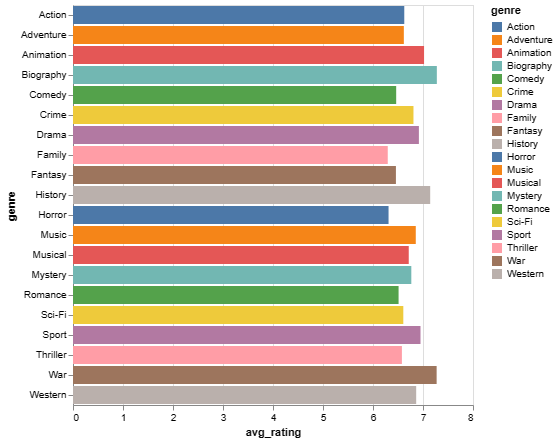 genre
Action
Adventure
Animation
Biography
Comedy
Crime
Drama
Family
Fantasy
History
Horror
Music
Musical
Mystery
Romance
Sci-Fi
Sport
Thriller
War
Western
0 1 2 3 4 5 6 7 8
avg_rating
genre
Action
Adventure
Animation
Biography
Comedy
Crime
Drama
Family
Fantasy
History
Horror
Music
Musical
Mystery
Romance
Sci-Fi
Sport
Thriller
War
Western